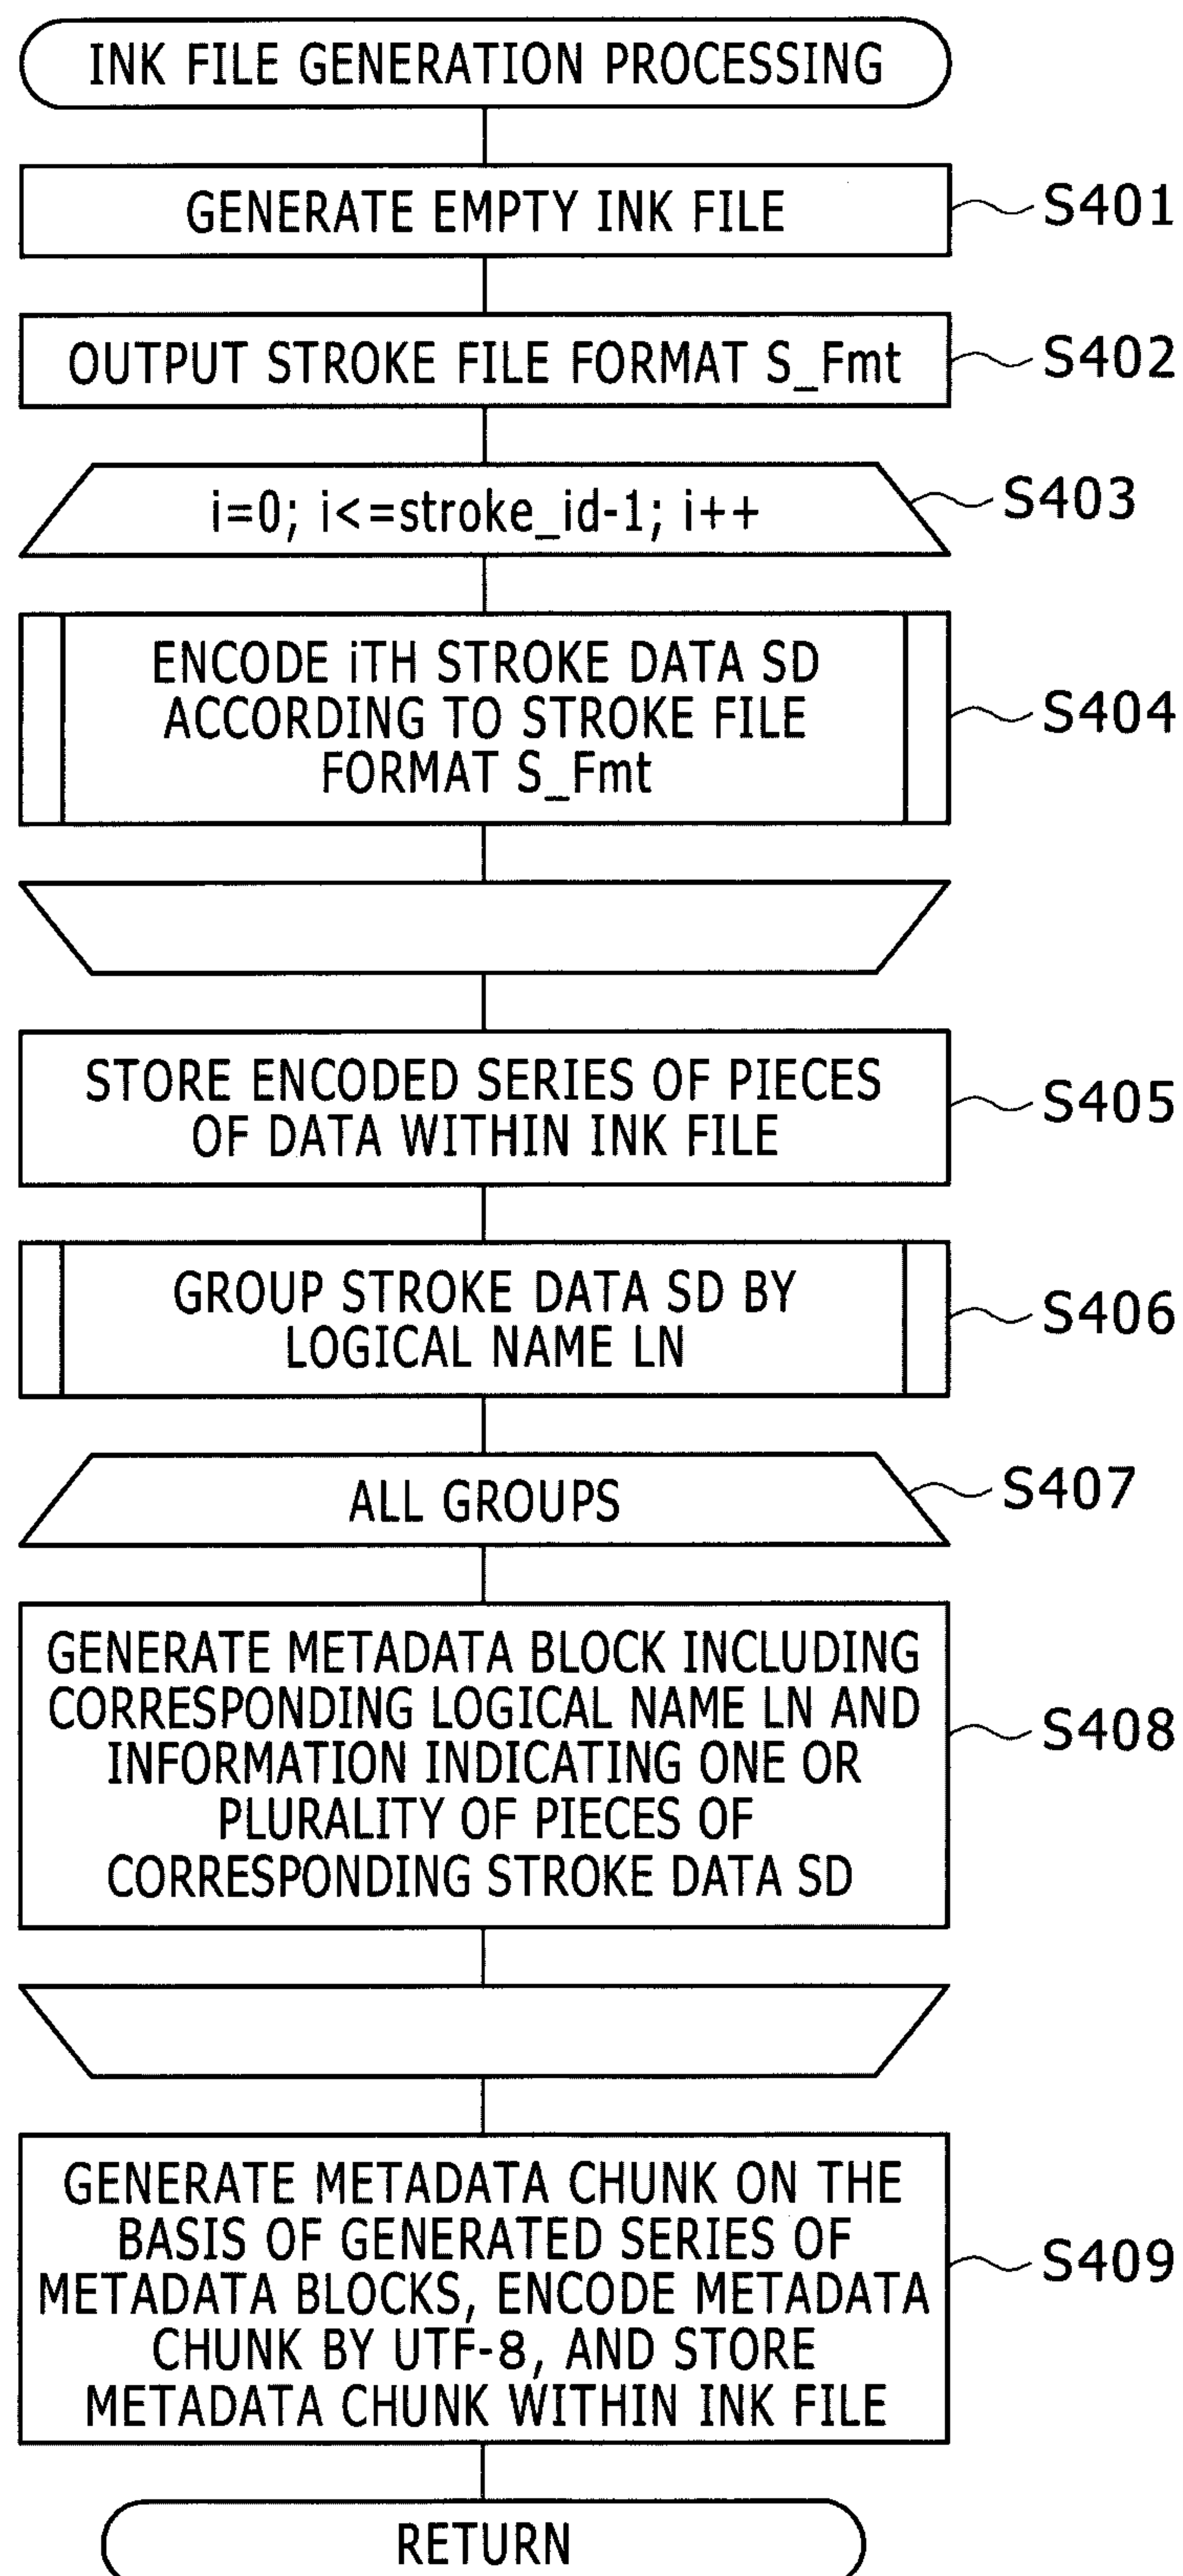 INK FILE GENERATION PROCESSING
GENERATE EMPTY INK FILE
S401
OUTPUT STROKE FILE FORMAT S_Fmt
S402
i=0; i<=stroke_id-1; i++
S403
ENCODE iTH STROKE DATA SD
ACCORDING TO STROKE FILE
FORMAT S_Fmt
S404
STORE ENCODED SERIES OF PIECES
OF DATA WITHIN INK FILE
S405
GROUP STROKE DATA SD BY
LOGICAL NAME LN
S406
ALL GROUPS
S407
GENERATE METADATA BLOCK INCLUDING
CORRESPONDING LOGICAL NAME LN AND
INFORMATION INDICATING ONE OR
PLURALITY OF PIECES OF
CORRESPONDING STROKE DATA SD
S408
GENERATE METADATA CHUNK ON THE
BASIS OF GENERATED SERIES OF
METADATA BLOCKS, ENCODE METADATA
CHUNK BY UTF-8, AND STORE
METADATA CHUNK WITHIN INK FILE
S409
RETURN